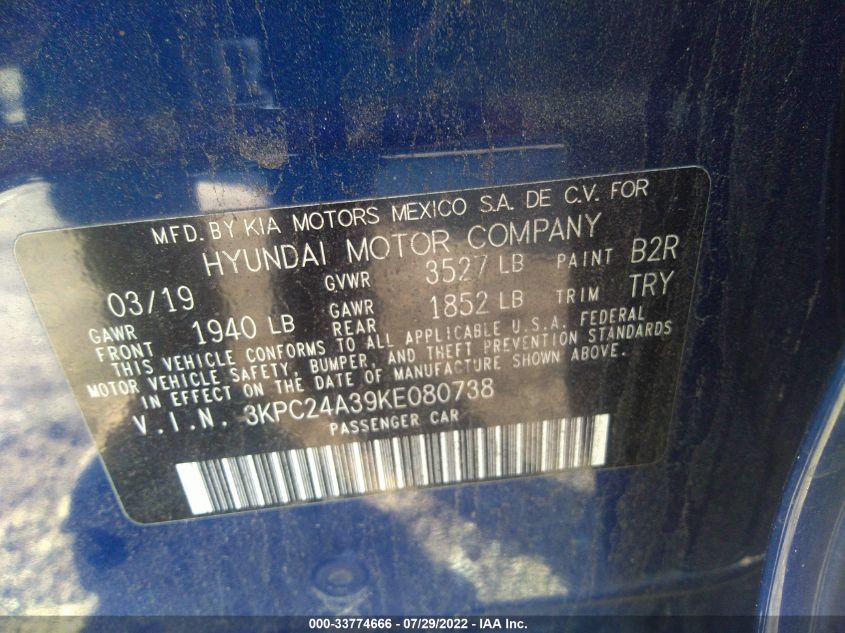 MFD. BY KIA MOTORS MEXICO S.A. DE C.V. FOR
HYUNDAI MOTOR COMPANY
03/19 GVWR 3527 LB PAINT B2R
GAWR FRONT 1940 LB GAWR REAR 1852 LB TRIM TRY
THIS VEHICLE CONFORMS TO ALL APPLICABLE U.S.A. FEDERAL
MOTOR VEHICLE SAFETY, BUMPER, AND THEFT PREVENTION STANDARDS
IN EFFECT ON THE DATE OF MANUFACTURE SHOWN ABOVE.
V.I.N. 3KPC24A39KE080738
PASSENGER CAR
000-33774666 - 07/29/2022 - IAA Inc.